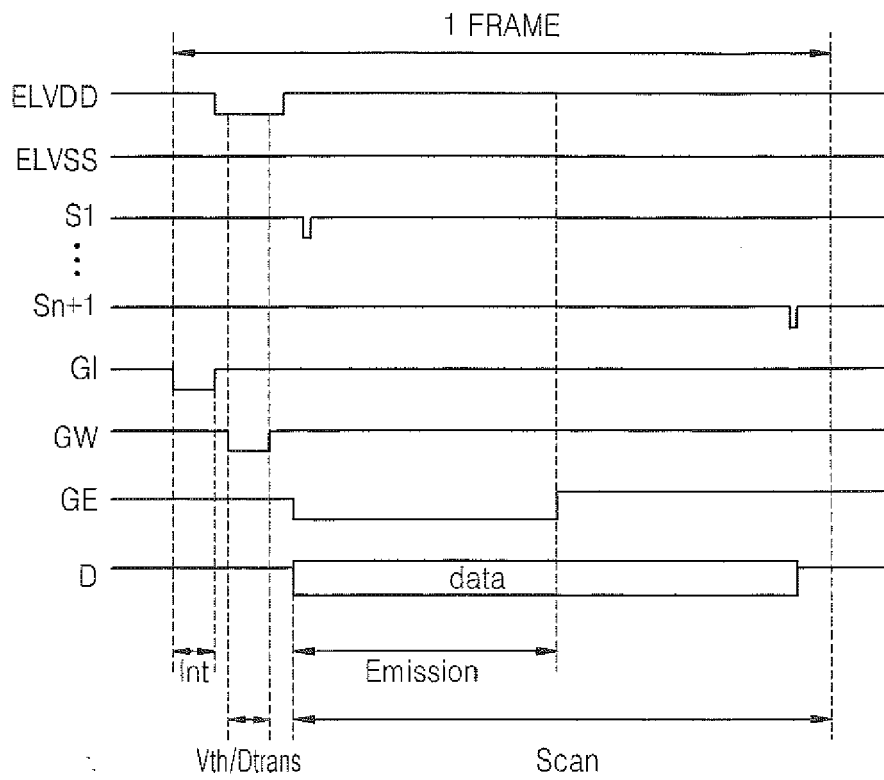 1 FRAME
ELVDD
ELVSS
S1
Sn+1
GI
GW
GE
D
data
Int
Emission
Vth/Dtrans
Scan